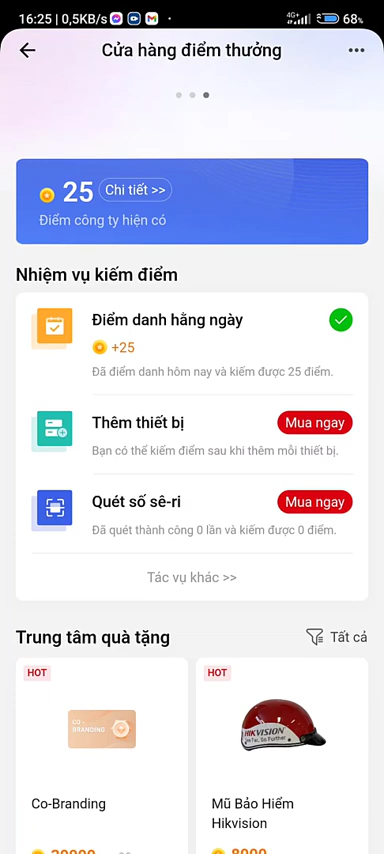 16:25 | 0,5KB/s
4G+
68%
Cửa hàng điểm thưởng
25 Chi tiết >>
Điểm công ty hiện có
Nhiệm vụ kiếm điểm
Điểm danh hằng ngày
+25
Đã điểm danh hôm nay và kiếm được 25 điểm.
Thêm thiết bị
Mua ngay
Bạn có thể kiếm điểm sau khi thêm mỗi thiết bị.
Quét số sê-ri
Mua ngay
Đã quét thành công 0 lần và kiếm được 0 điểm.
Tác vụ khác >>
Trung tâm quà tặng
Tất cả
HOT
CO-
BRANDING
Co-Branding
HOT
HIKVISION
Mũ Bảo Hiểm
Hikvision
30000
8000